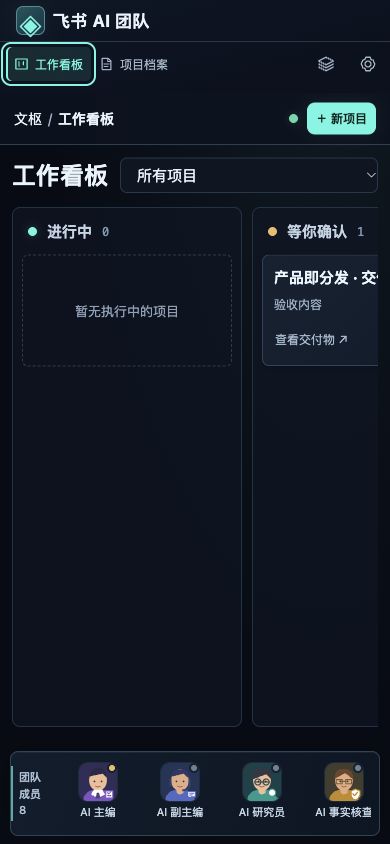 飞书 AI 团队
工作看板
项目档案
文枢 / 工作看板
+ 新项目
工作看板
所有项目
进行中 0
暂无执行中的项目
等你确认 1
产品即分发 · 交
验收内容
查看交付物 ↗
团队
成员
8
AI 主编
AI 副主编
AI 研究员
AI 事实核查